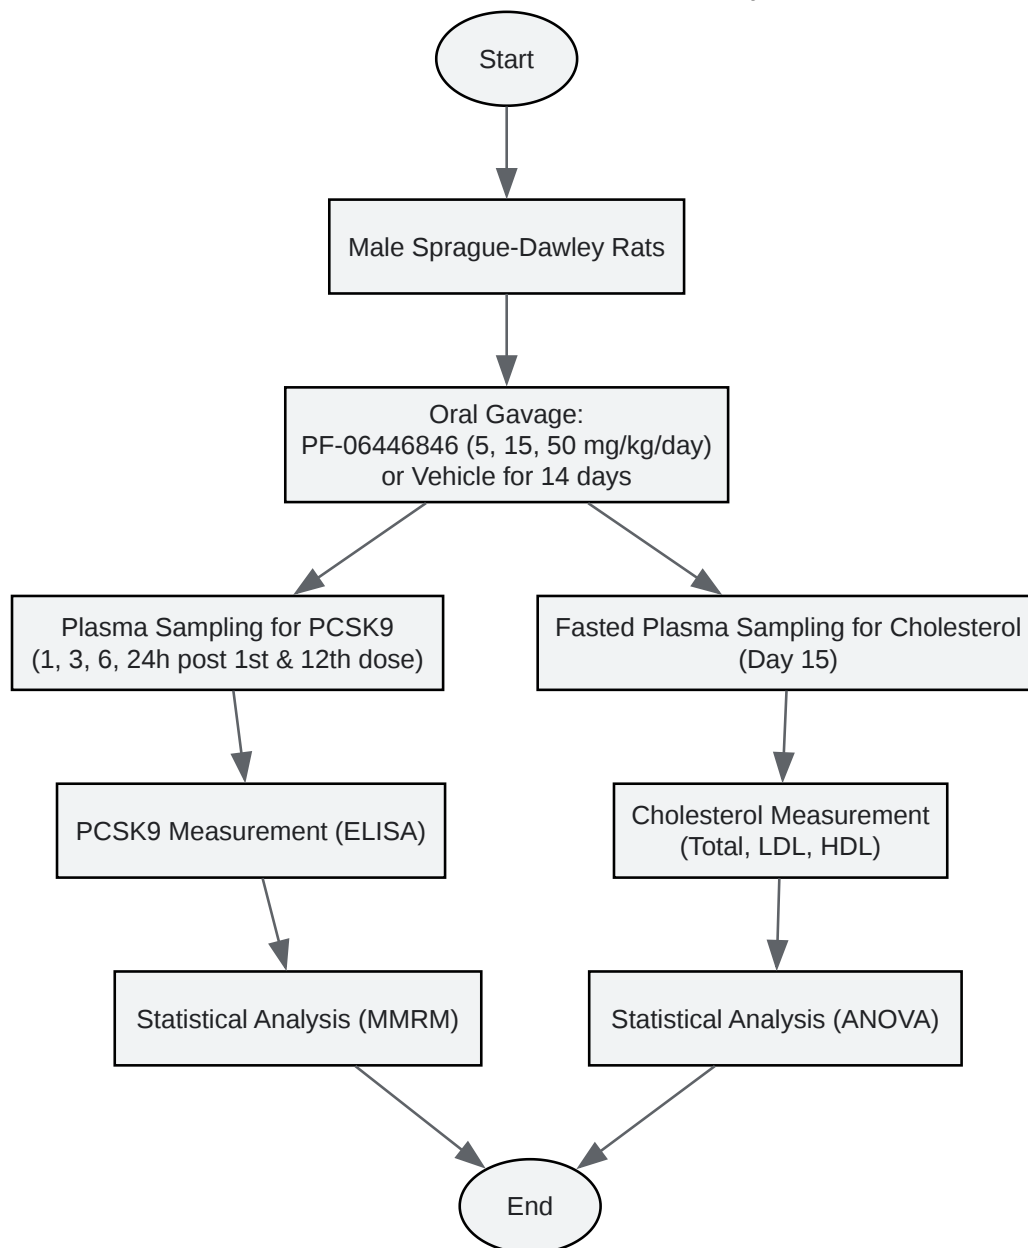 Start
Male Sprague-Dawley Rats
Oral Gavage:
PF-06446846 (5, 15, 50 mg/kg/day)
or Vehicle for 14 days
Plasma Sampling for PCSK9
(1, 3, 6, 24h post 1st & 12th dose)
Fasted Plasma Sampling for Cholesterol
(Day 15)
PCSK9 Measurement (ELISA)
Cholesterol Measurement
(Total, LDL, HDL)
Statistical Analysis (MMRM)
Statistical Analysis (ANOVA)
End